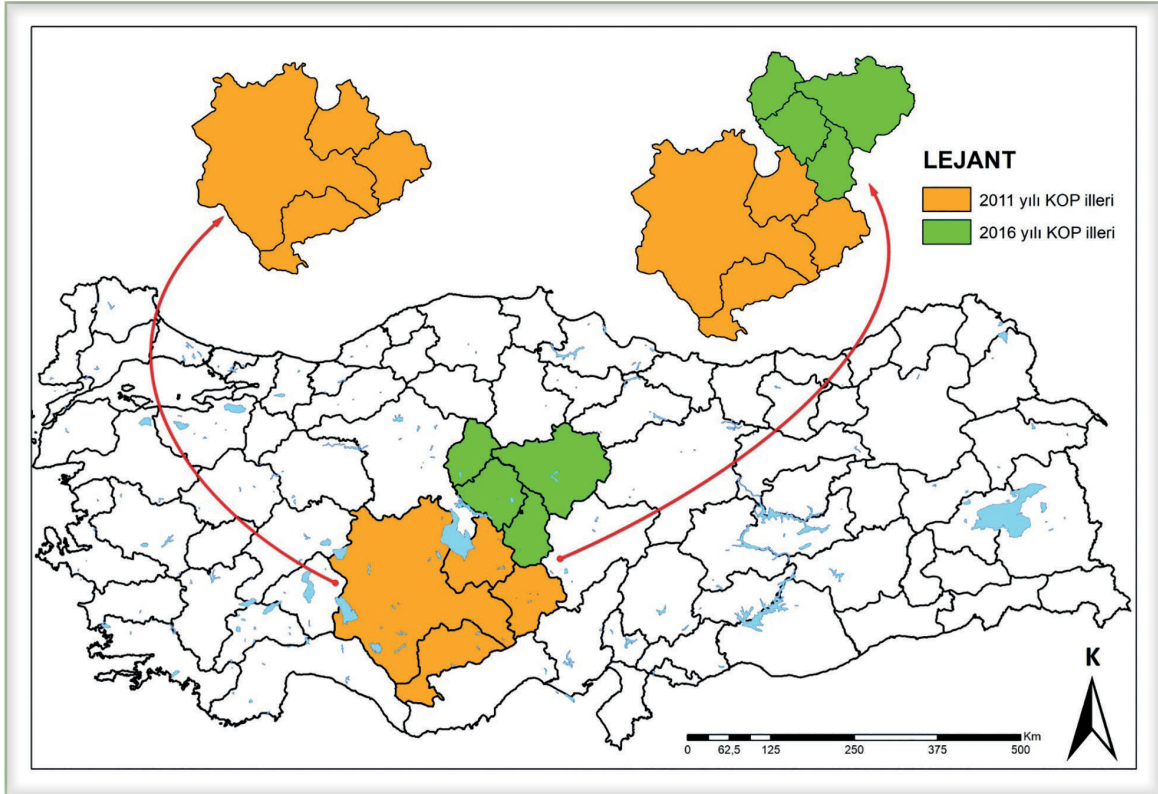 LEJANT
2011 yılı KOP illeri
2016 yılı KOP illeri
K
Km
0 62,5 125 250 375 500